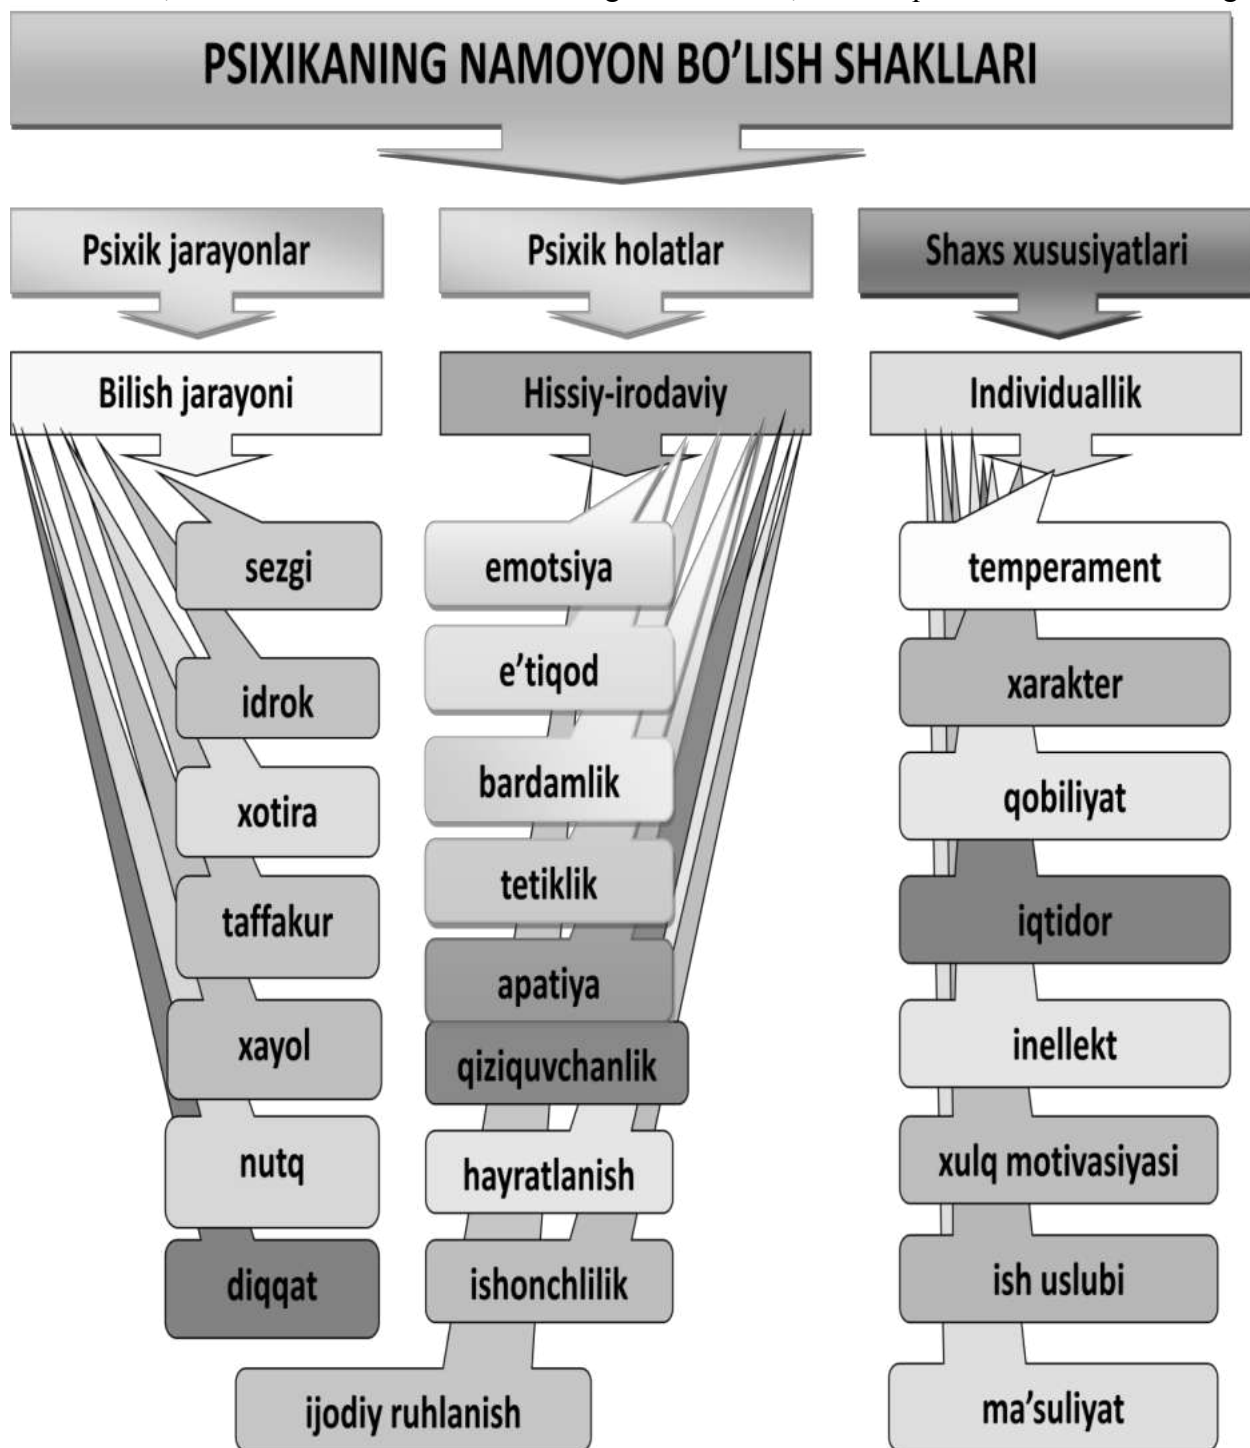 PSIXIKANING NAMOYON BO’LISH SHAKLLARI
Psixik jarayonlar
Psixik holatlar
Shaxs xususiyatlari
Bilish jarayoni
Hissiy-irodaviy
Individuallik
sezgi
idrok
xotira
taffakur
xayol
nutq
diqqat
emotsiya
e’tiqod
bardamlik
tetiklik
apatiya
qiziquvchanlik
hayratlanish
ishonchlilik
ijodiy ruhlanish
temperament
xarakter
qobiliyat
iqtidor
inellekt
xulq motivasiyasi
ish uslubi
ma’suliyat